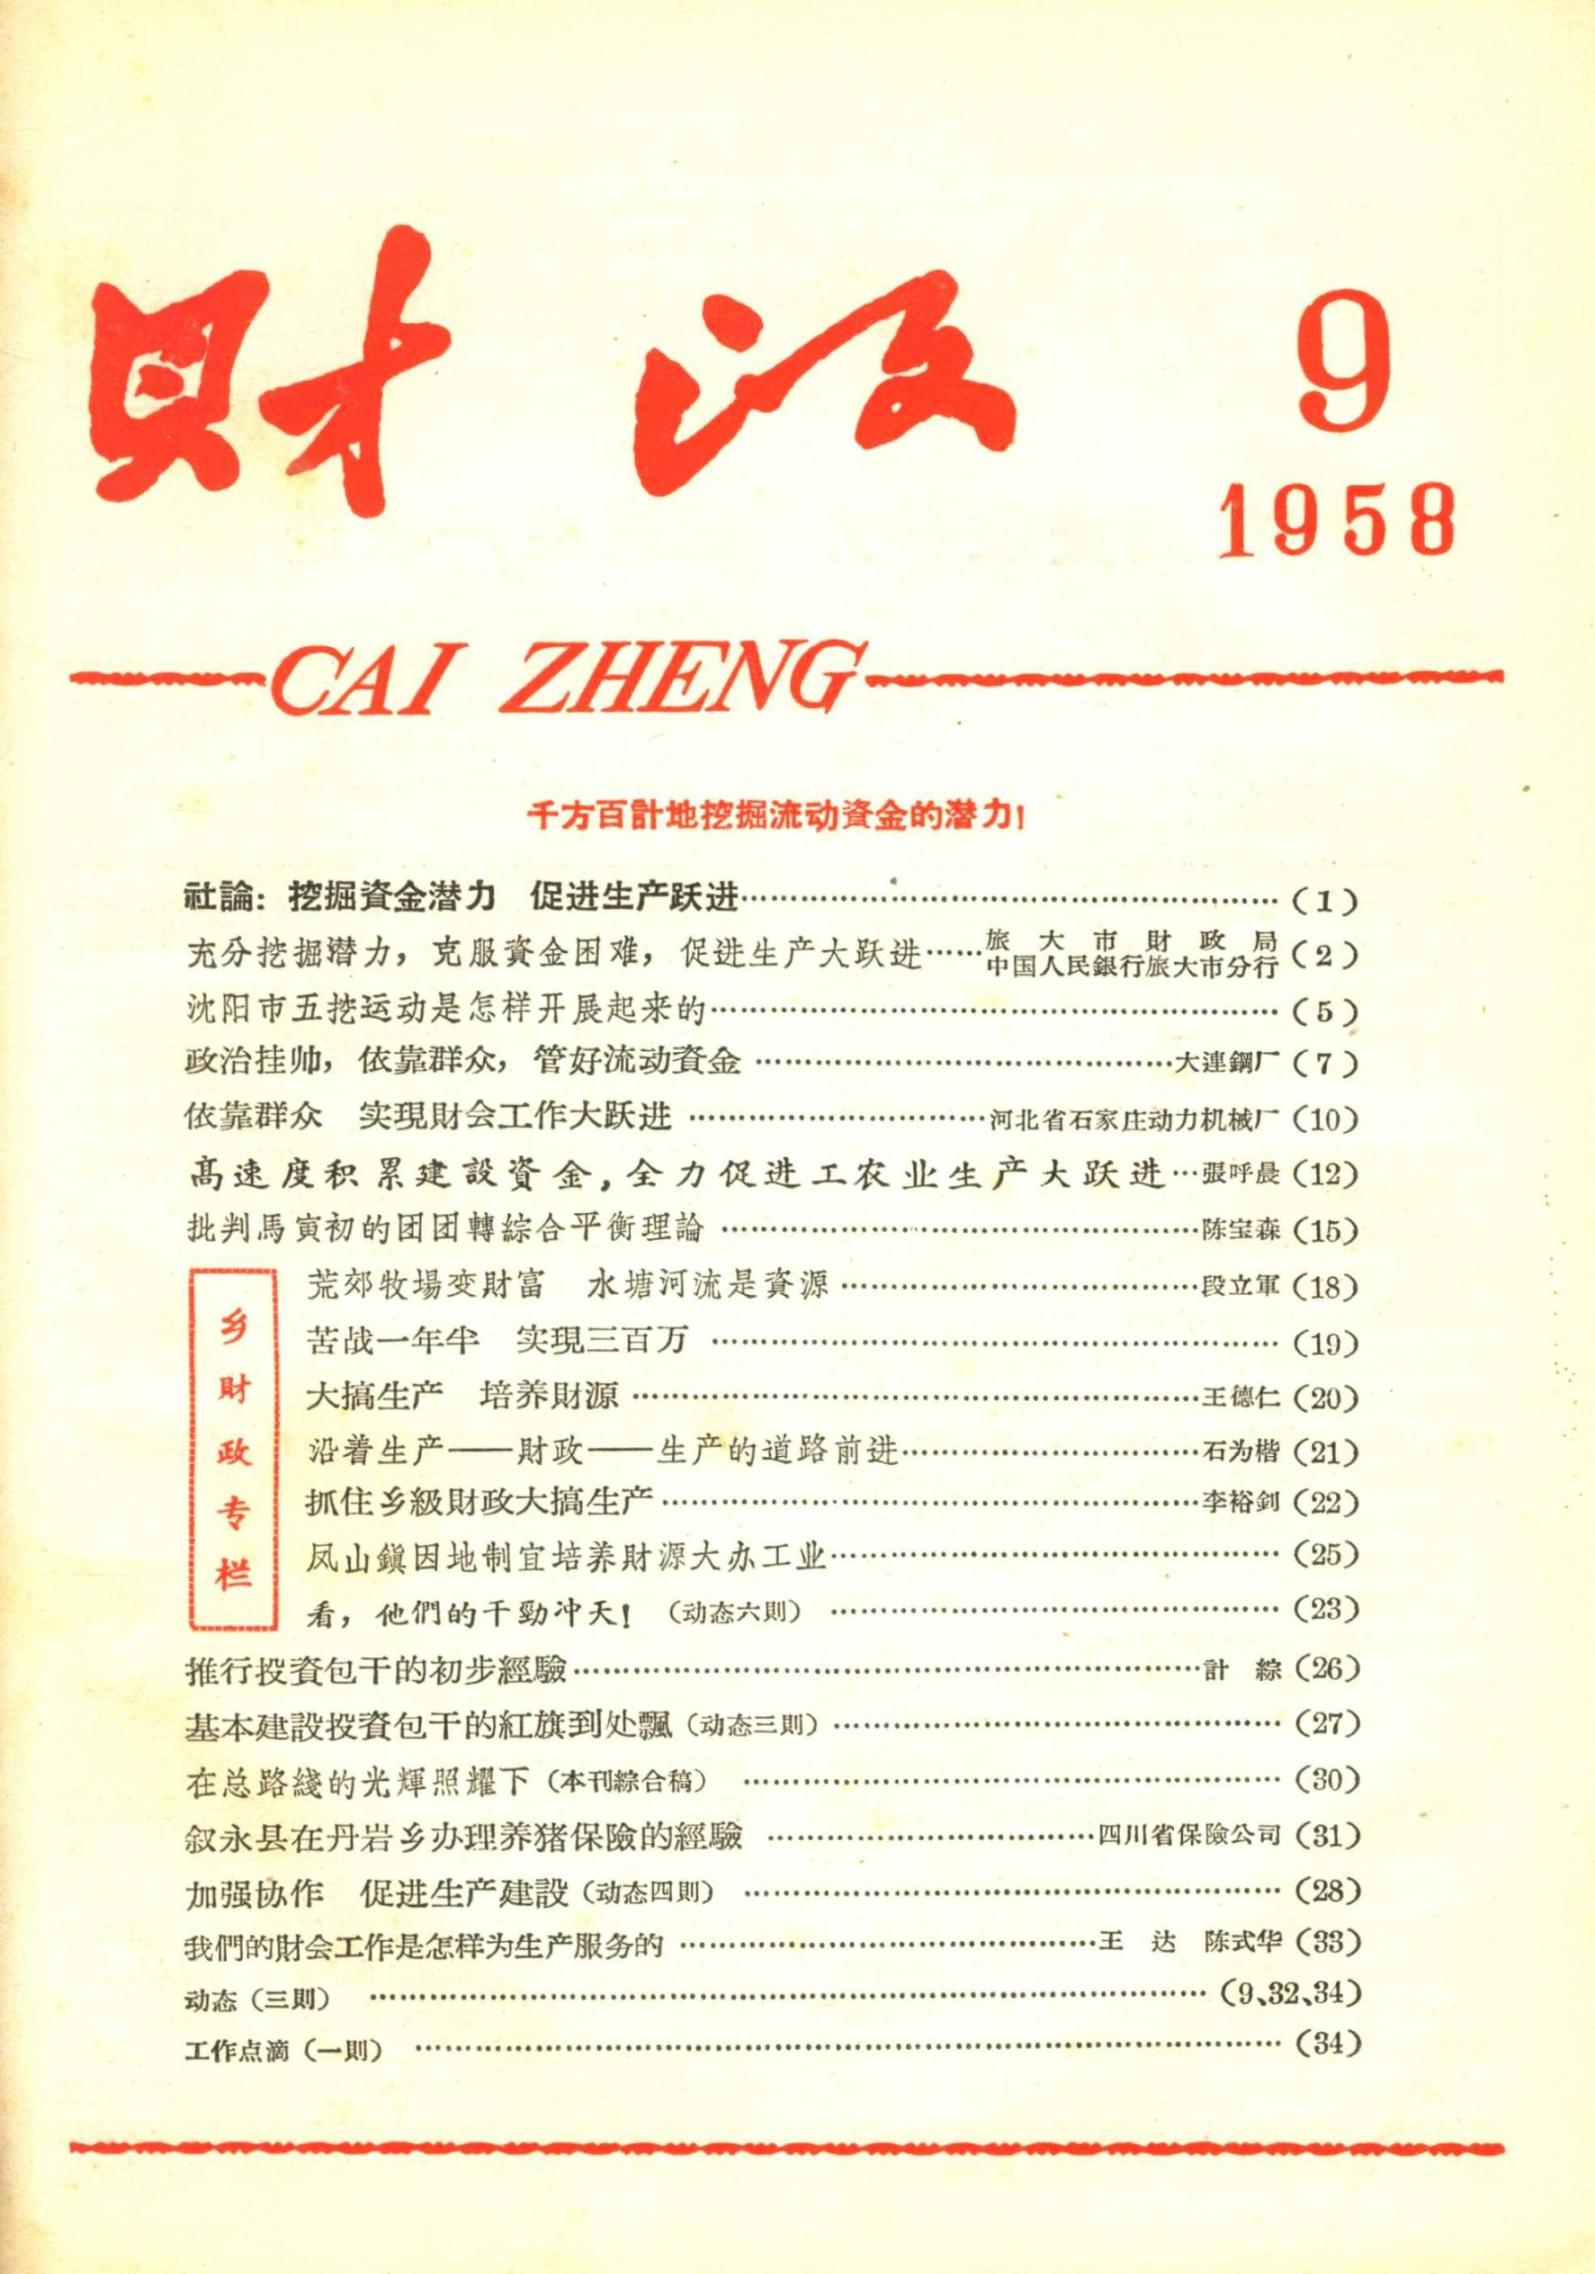 財政
9
1958
CAI ZHENG
千方百計地挖掘流动資金的潛力!
社論：挖掘資金潛力　促进生产跃进……………………………………………（1）
充分挖掘潛力，克服資金困难，促进生产大跃进……旅大市財政局 中国人民銀行旅大市分行（2）
沈阳市五挖运动是怎样开展起来的………………………………………………（5）
政治挂帅，依靠群众，管好流动資金…………………………………大連鋼厂（7）
依靠群众　实現財会工作大跃进………………………河北省石家庄动力机械厂（10）
高速度积累建設資金，全力促进工农业生产大跃进…張呼晨（12）
批判馬寅初的团团轉綜合平衡理論………………………………………陈宝森（15）
乡財政专栏
荒郊牧場变財富　水塘河流是資源……………………………段立軍（18）
苦战一年半　实現三百万………………………………………………（19）
大搞生产　培养財源………………………………………………王德仁（20）
沿着生产——財政——生产的道路前进………………………石为楷（21）
抓住乡級財政大搞生产……………………………………………李裕釗（22）
凤山鎭因地制宜培养財源大办工业……………………………………（25）
看，他們的干勁冲天!（动态六則）……………………………………（23）
推行投資包干的初步經驗……………………………………………………計　綜（26）
基本建設投資包干的紅旗到处飄（动态三則）……………………………………（27）
在总路綫的光輝照耀下（本刊綜合稿）……………………………………………（30）
叙永县在丹岩乡办理养猪保險的經驗…………………………四川省保險公司（31）
加强协作　促进生产建設（动态四則）……………………………………………（28）
我們的財会工作是怎样为生产服务的…………………………………王　达　陈式华（33）
动态（三則）……………………………………………………………………（9、32、34）
工作点滴（一則）………………………………………………………………………（34）